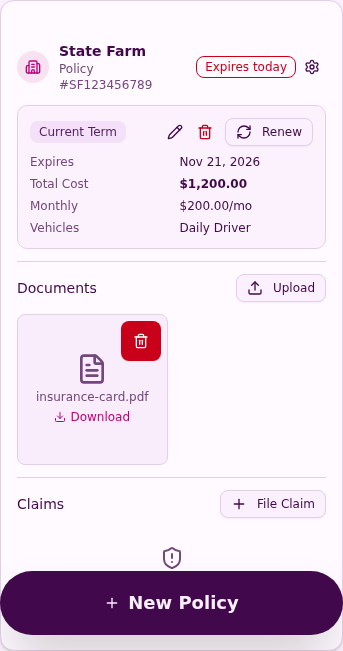 State Farm
Policy
#SF123456789
Expires today
Current Term
Renew
Expires Nov 21, 2026
Total Cost $1,200.00
Monthly $200.00/mo
Vehicles Daily Driver
Documents
Upload
insurance-card.pdf
Download
Claims
+ File Claim
+ New Policy